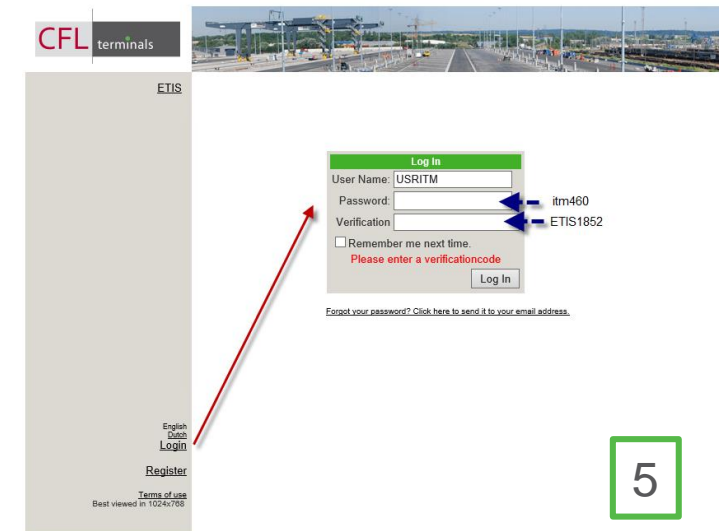 CFL terminals
ETIS
Log In
User Name: USRITM
Password: itm460
Verification ETIS1852
Remember me next time.
Please enter a verificationcode
Log In
Forgot your password? Click here to send it to your email address.
English
Dutch
Login
Register
Terms of use
Best viewed in 1024x768
5